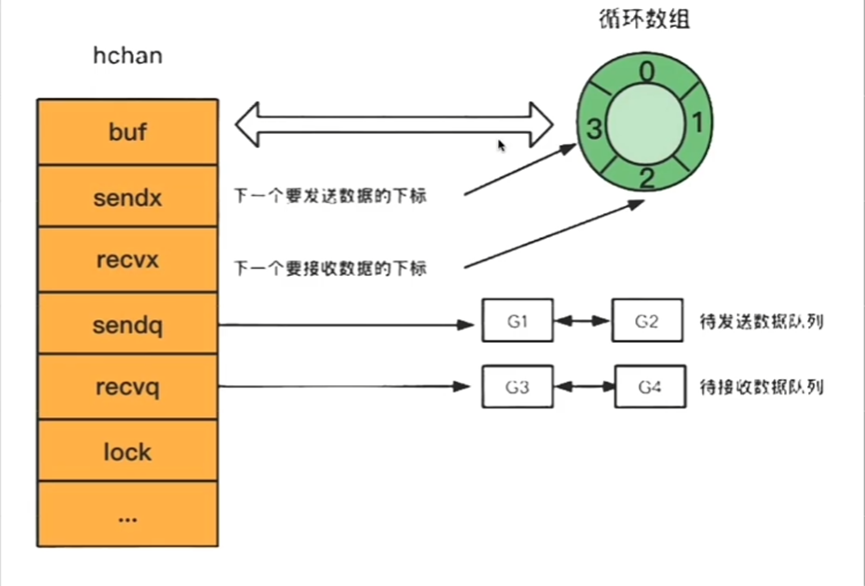 循环数组
hchan
buf
0
1
2
3
sendx
下一个要发送数据的下标
recvx
下一个要接收数据的下标
sendq
G1
G2
待发送数据队列
recvq
G3
G4
待接收数据队列
lock
...